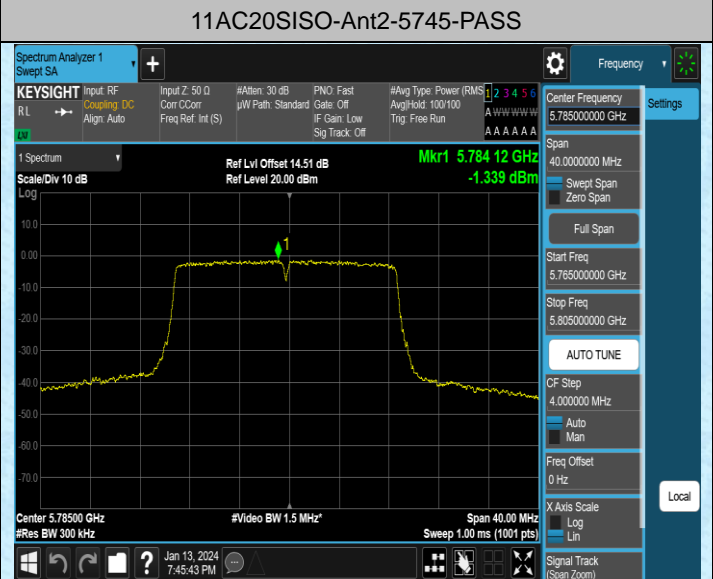 11AC20SISO-Ant2-5745-PASS
Spectrum Analyzer 1
Swept SA
Frequency
KEYSIGHT
RL
LXI
Input: RF
Coupling: DC
Align: Auto
Input Z: 50 Ω
Corr CCorr
Freq Ref: Int (S)
#Atten: 30 dB
µW Path: Standard
PNO: Fast
Gate: Off
IF Gain: Low
Sig Track: Off
#Avg Type: Power (RMS
Avg|Hold: 100/100
Trig: Free Run
1 2 3 4 5 6
A W W W W W
A A A A A A
1 Spectrum
Scale/Div 10 dB
Log
Ref Lvl Offset 14.51 dB
Ref Level 20.00 dBm
Mkr1 5.784 12 GHz
-1.339 dBm
1
10.0
0.00
-10.0
-20.0
-30.0
-40.0
-50.0
-60.0
-70.0
Center 5.78500 GHz
#Res BW 300 kHz
#Video BW 1.5 MHz*
Span 40.00 MHz
Sweep 1.00 ms (1001 pts)
Jan 13, 2024
7:45:43 PM
Center Frequency
5.785000000 GHz
Span
40.0000000 MHz
Swept Span
Zero Span
Full Span
Start Freq
5.765000000 GHz
Stop Freq
5.805000000 GHz
AUTO TUNE
CF Step
4.000000 MHz
Auto
Man
Freq Offset
0 Hz
X Axis Scale
Log
Lin
Signal Track
(Span Zoom)
Settings
Local